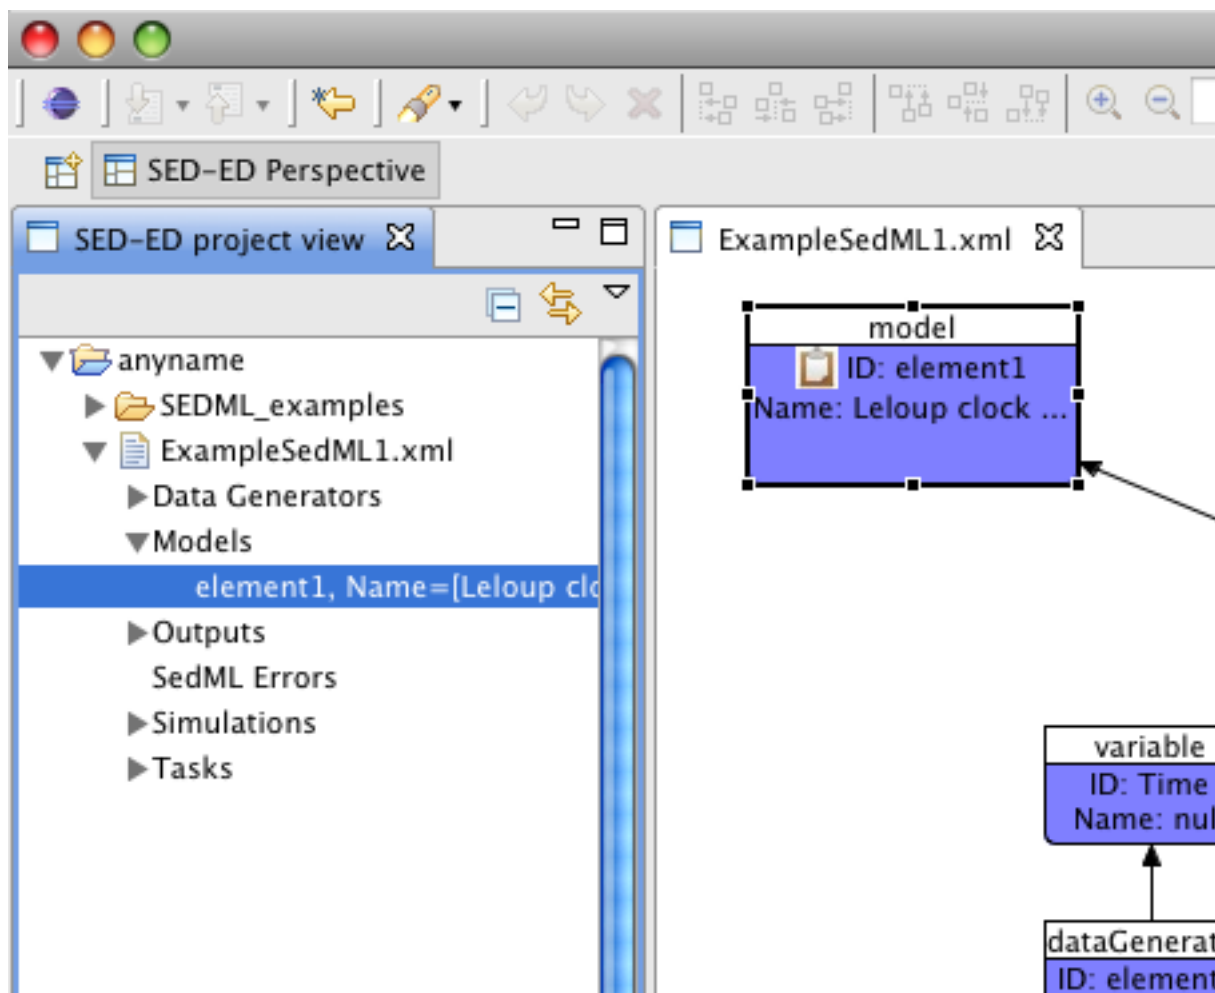 SED-ED Perspective
SED-ED project view
anyname
SEDML_examples
ExampleSedML1.xml
Data Generators
Models
element1, Name=[Leloup clo
Outputs
SedML Errors
Simulations
Tasks
ExampleSedML1.xml
model
ID: element1
Name: Leloup clock ...
variable
ID: Time
Name: nul
dataGenerat
ID: element